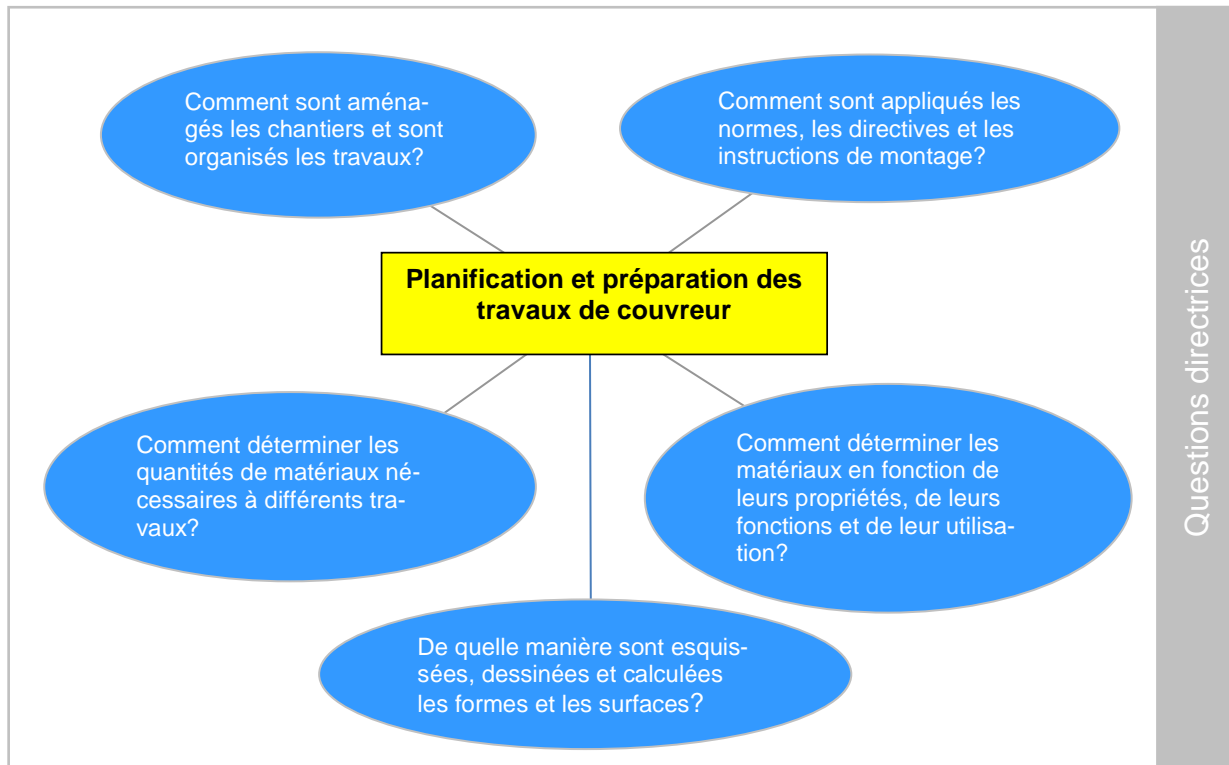 Comment sont aména-
gés les chantiers et sont
organisés les travaux?
Comment sont appliqués les
normes, les directives et les
instructions de montage?
Planification et préparation des
travaux de couvreur
Comment déterminer les
quantités de matériaux né-
cessaires à différents tra-
vaux?
Comment déterminer les
matériaux en fonction de
leurs propriétés, de leurs
fonctions et de leur utilisa-
tion?
De quelle manière sont esquis-
sées, dessinées et calculées
les formes et les surfaces?
Questions directrices